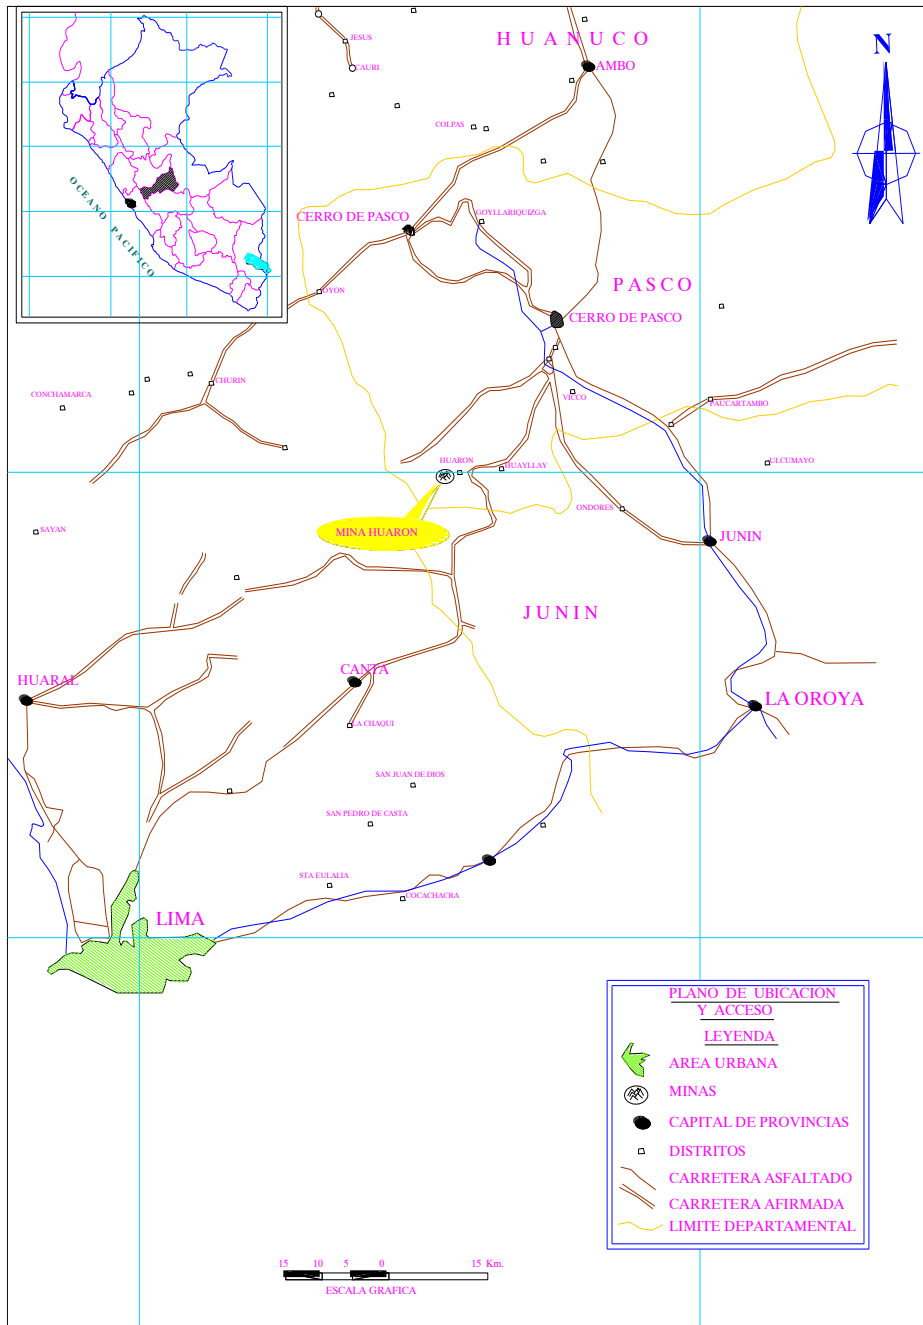 JESUS
CAURI
HUANUCO
AMBO
N
COLPAS
OCEANO PACIFICO
CERRO DE PASCO
GOYLLARIQUIZGA
OYON
PASCO
CERRO DE PASCO
CHURIN
CONCHAMARCA
VICCO
PAUCARTAMBO
HUARON
HUAYLLAY
ULCUMAYO
SAYAN
ONDORES
MINA HUARON
JUNIN
JUNIN
HUARAL
CANTA
LA OROYA
LA CHAQUI
SAN JUAN DE DIOS
SAN PEDRO DE CASTA
STA EULALIA
COCACHACRA
LIMA
PLANO DE UBICACION
Y ACCESO
LEYENDA
AREA URBANA
MINAS
CAPITAL DE PROVINCIAS
DISTRITOS
CARRETERA ASFALTADO
CARRETERA AFIRMADA
LIMITE DEPARTAMENTAL
15 10 5 0 15 Km.
ESCALA GRAFICA